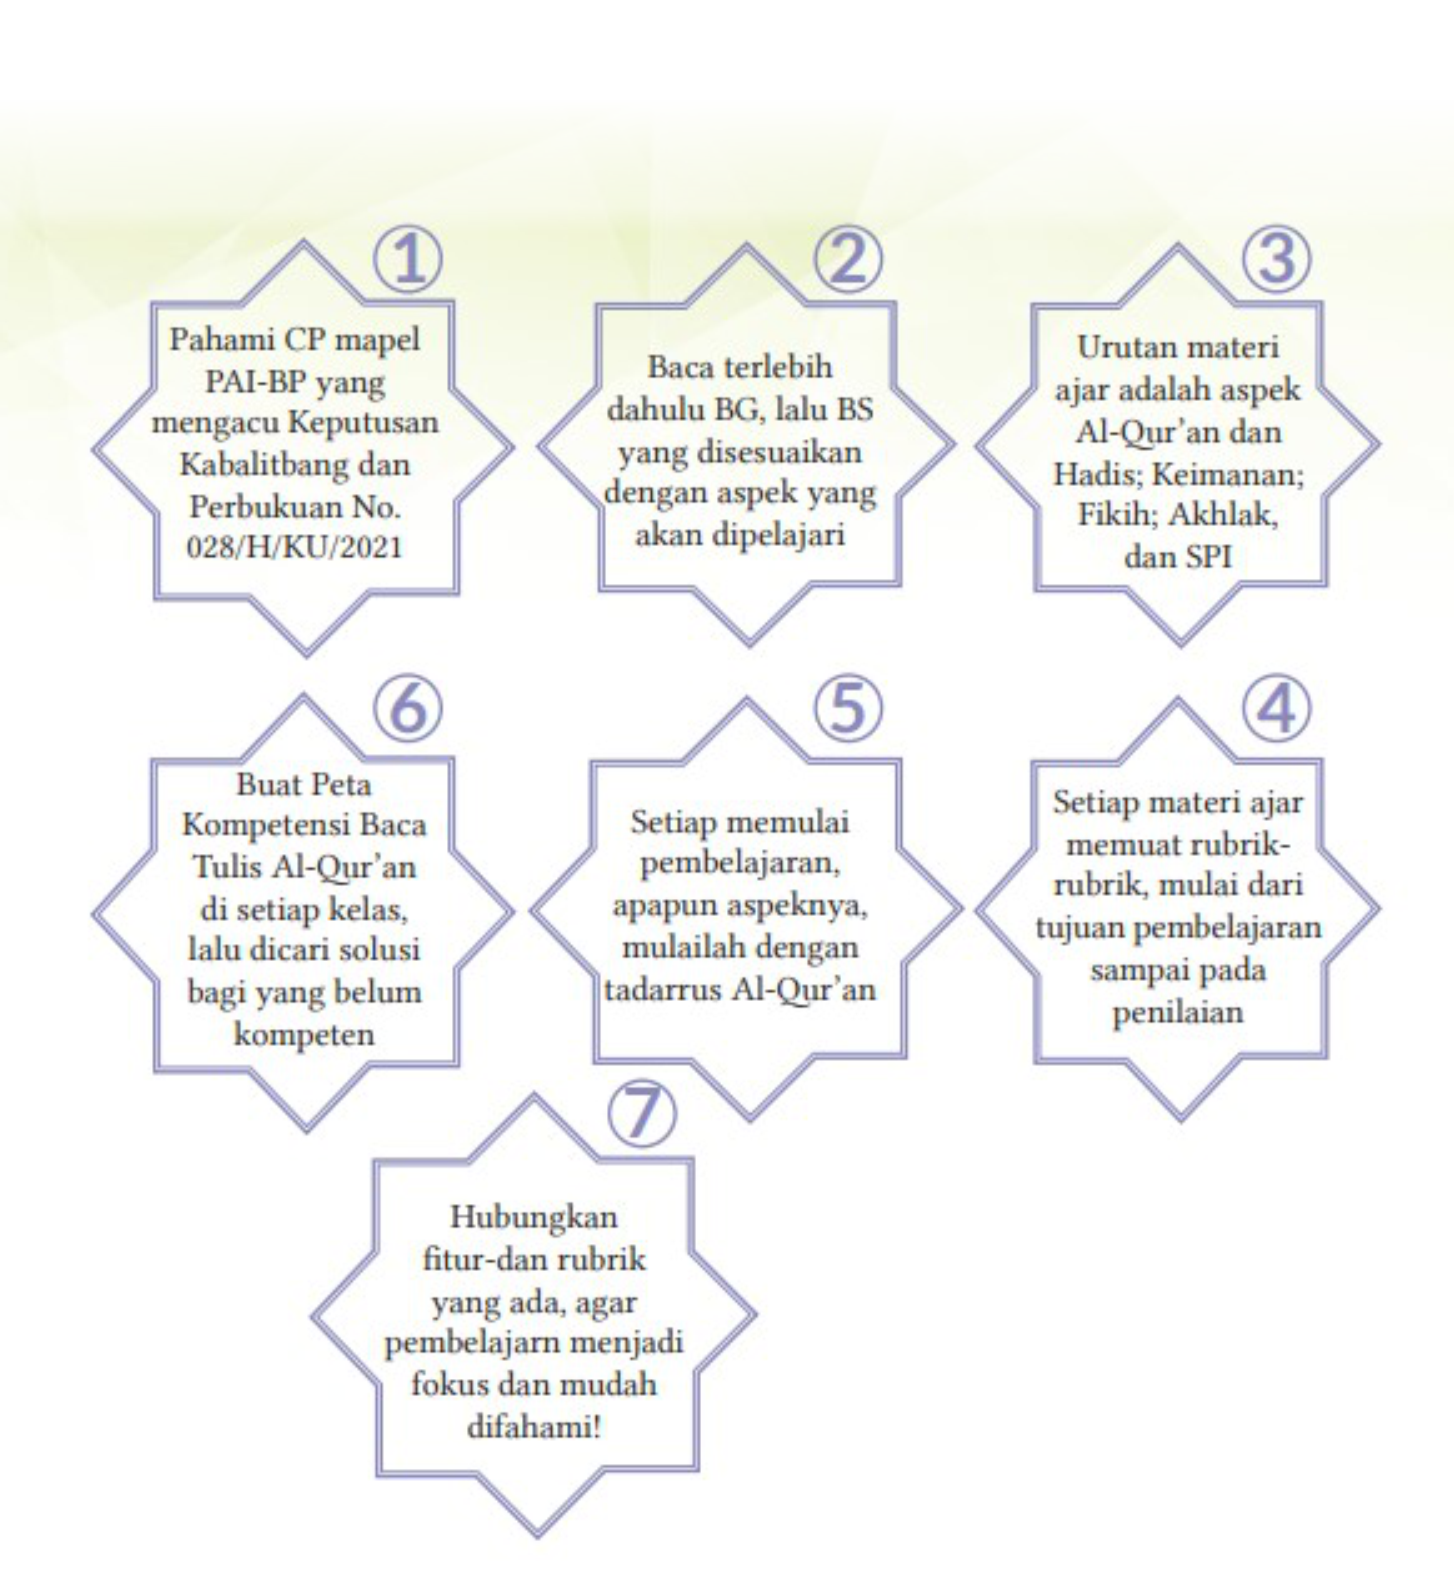 1
Pahami CP mapel
PAI-BP yang
mengacu Keputusan
Kabalitbang dan
Perbukuan No.
028/H/KU/2021
2
Baca terlebih
dahulu BG, lalu BS
yang disesuaikan
dengan aspek yang
akan dipelajari
3
Urutan materi
ajar adalah aspek
Al-Qur'an dan
Hadis; Keimanan;
Fikih; Akhlak,
dan SPI
4
Setiap materi ajar
memuat rubrik-
rubrik, mulai dari
tujuan pembelajaran
sampai pada
penilaian
5
Setiap memulai
pembelajaran,
apapun aspeknya,
mulailah dengan
tadarrus Al-Qur'an
6
Buat Peta
Kompetensi Baca
Tulis Al-Qur'an
di setiap kelas,
lalu dicari solusi
bagi yang belum
kompeten
7
Hubungkan
fitur-dan rubrik
yang ada, agar
pembelajarn menjadi
fokus dan mudah
difahami!